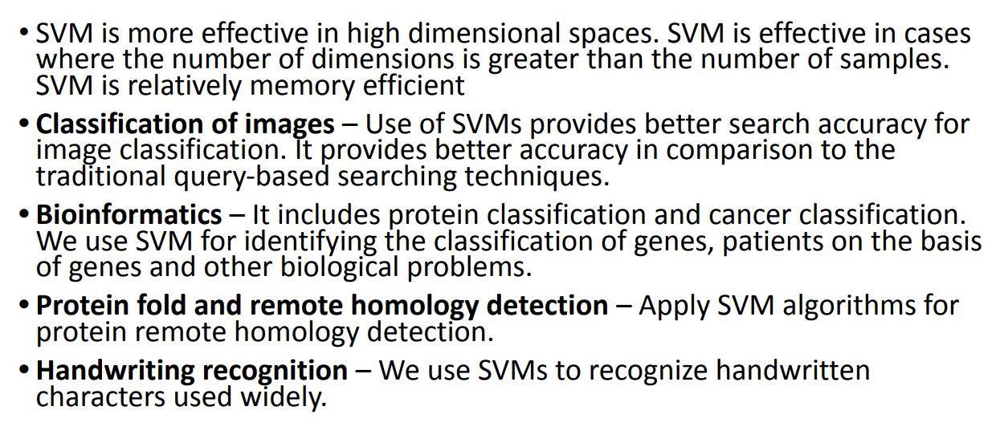 • SVM is more effective in high dimensional spaces. SVM is effective in cases
where the number of dimensions is greater than the number of samples.
SVM is relatively memory efficient
• Classification of images – Use of SVMs provides better search accuracy for
image classification. It provides better accuracy in comparison to the
traditional query-based searching techniques.
• Bioinformatics – It includes protein classification and cancer classification.
We use SVM for identifying the classification of genes, patients on the basis
of genes and other biological problems.
• Protein fold and remote homology detection – Apply SVM algorithms for
protein remote homology detection.
• Handwriting recognition – We use SVMs to recognize handwritten
characters used widely.